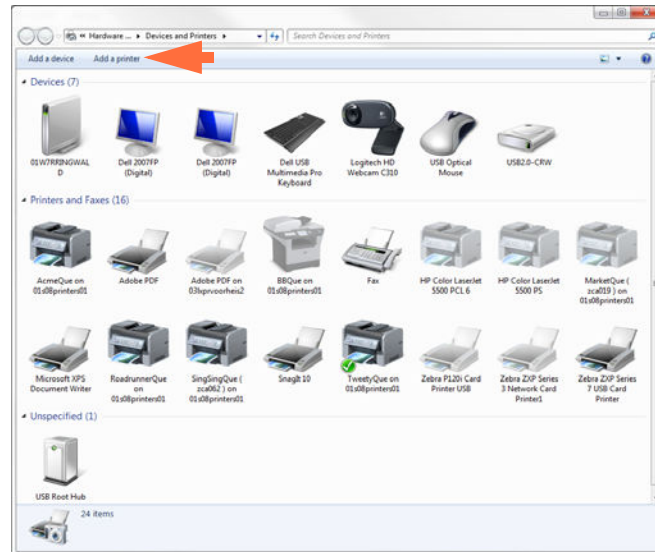 Hardware ... ▸ Devices and Printers ▸
Search Devices and Printers
Add a device Add a printer
Devices (7)
01W7RRINGWAL
D
Dell 2007FP
(Digital)
Dell 2007FP
(Digital)
Dell USB
Multimedia Pro
Keyboard
Logitech HD
Webcam C310
USB Optical
Mouse
USB2.0-CRW
Printers and Faxes (16)
AcmeQue on
01s08printers01
Adobe PDF
Adobe PDF on
BBQue on
01s08printers01
Fax
HP Color LaserJet
5500 PCL 6
HP Color LaserJet
5500 PS
MarketQue (
zca019 ) on
01s08printers01
Microsoft XPS
Document Writer
RoadrunnerQue
on
01s08printers01
SingSingQue (
zca062 ) on
01s08printers01
SnagIt 10
TweetyQue on
01s08printers01
Zebra P120i Card
Printer USB
Zebra ZXP Series
3 Network Card
Printer1
Zebra ZXP Series
7 USB Card
Printer
Unspecified (1)
USB Root Hub
24 items